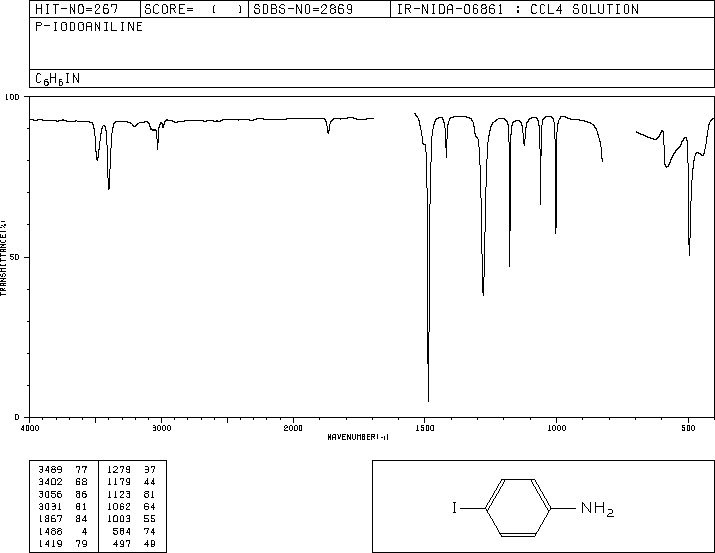 HIT-NO=267 SCORE= ( ) SDBS-NO=2869 IR-NIDA-06861 : CCL4 SOLUTION
P-IODOANILINE
C6H6IN
100
50
0
TRANSMITTANCE(%)
4000 3000 2000 1500 1000 500
WAVENUMBER(-1)
3489 77 1279 37
3402 68 1179 44
3056 86 1123 81
3031 81 1062 64
1867 84 1003 55
1488 4 584 74
1419 79 497 49
I NH2